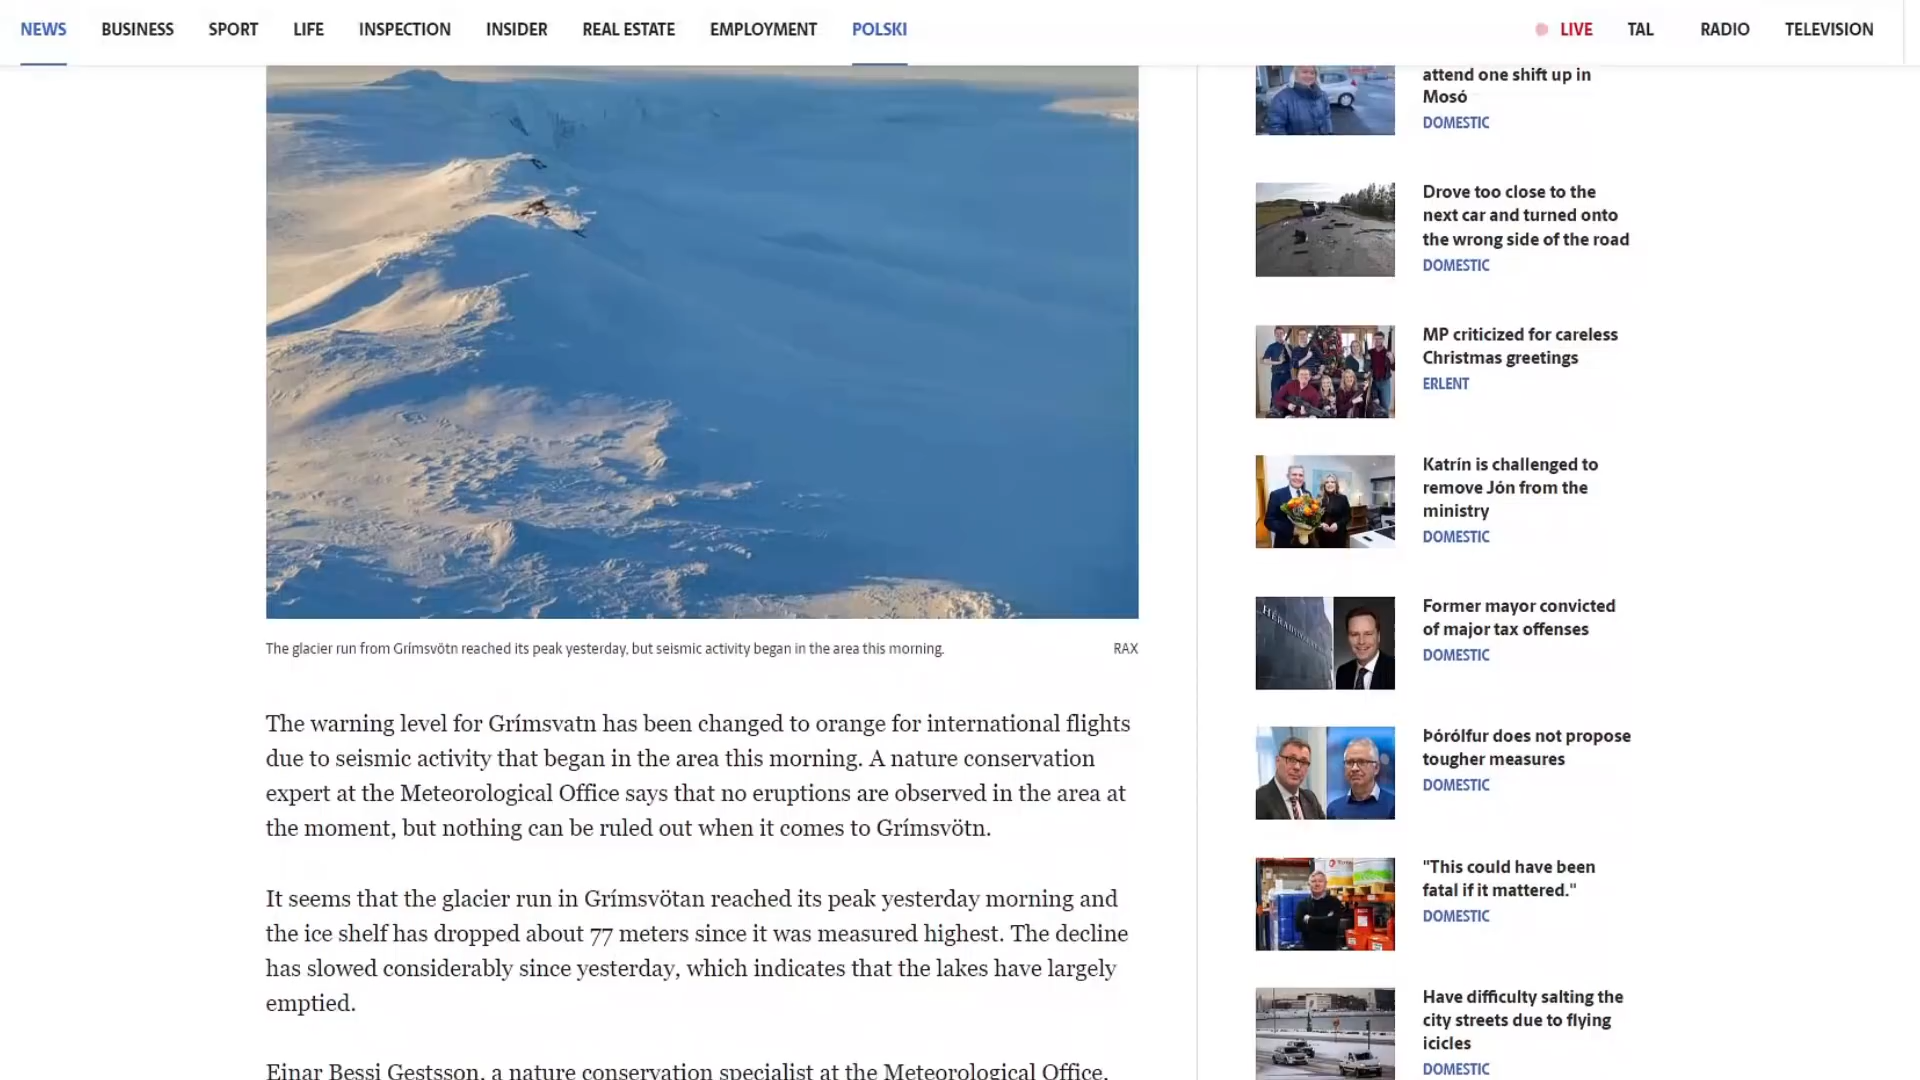 NEWS BUSINESS SPORT LIFE INSPECTION INSIDER REAL ESTATE EMPLOYMENT POLSKI LIVE TAL RADIO TELEVISION
The glacier run from Grímsvötn reached its peak yesterday, but seismic activity began in the area this morning. RAX
The warning level for Grímsvatn has been changed to orange for international flights
due to seismic activity that began in the area this morning. A nature conservation
expert at the Meteorological Office says that no eruptions are observed in the area at
the moment, but nothing can be ruled out when it comes to Grímsvötn.
It seems that the glacier run in Grímsvötan reached its peak yesterday morning and
the ice shelf has dropped about 77 meters since it was measured highest. The decline
has slowed considerably since yesterday, which indicates that the lakes have largely
emptied.
Einar Bessi Gestsson, a nature conservation specialist at the Meteorological Office,
attend one shift up in
Mosó
DOMESTIC
Drove too close to the
next car and turned onto
the wrong side of the road
DOMESTIC
MP criticized for careless
Christmas greetings
ERLENT
Katrín is challenged to
remove Jón from the
ministry
DOMESTIC
Former mayor convicted
of major tax offenses
DOMESTIC
Þórólfur does not propose
tougher measures
DOMESTIC
"This could have been
fatal if it mattered."
DOMESTIC
Have difficulty salting the
city streets due to flying
icicles
DOMESTIC